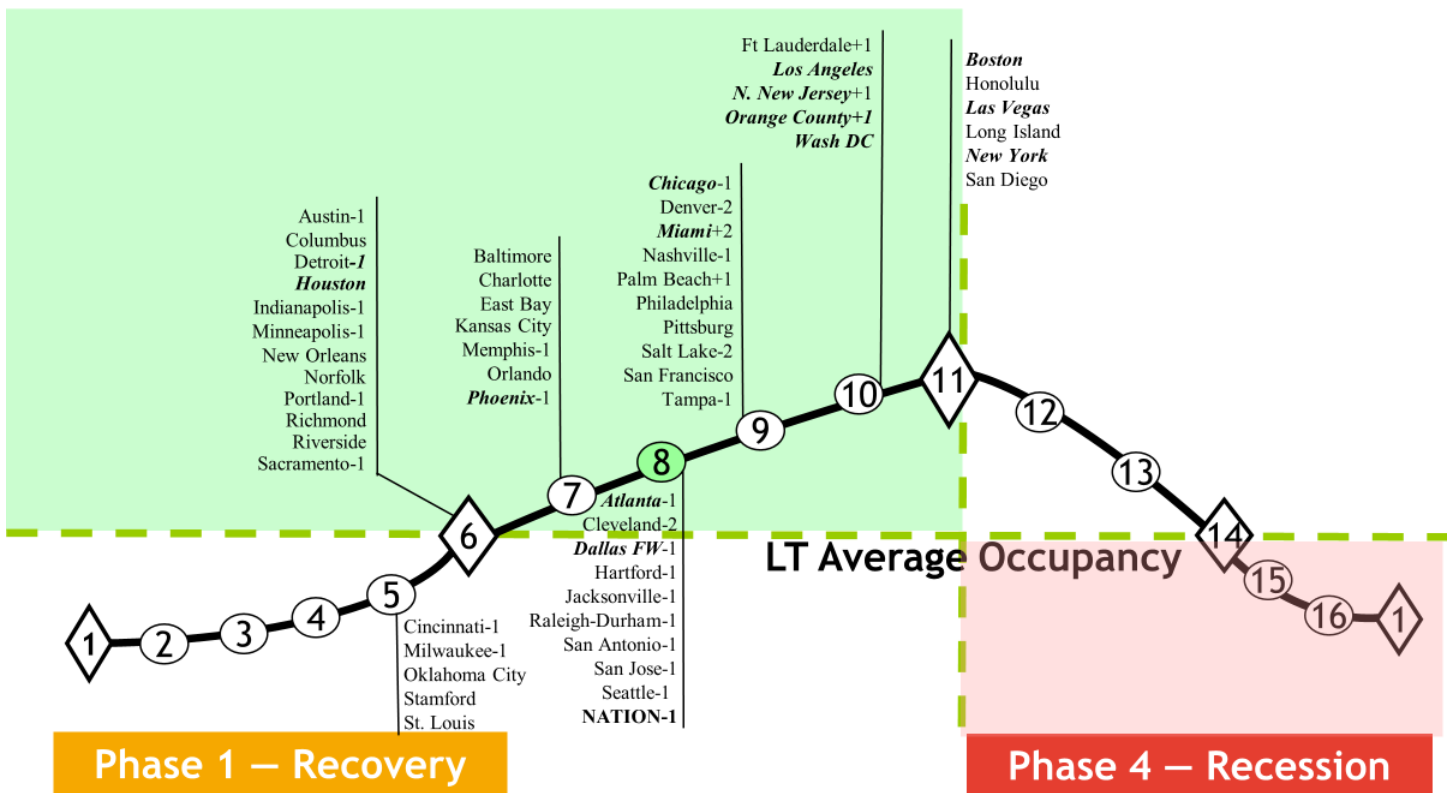 Ft Lauderdale+1
Los Angeles
N. New Jersey+1
Orange County+1
Wash DC
Boston
Honolulu
Las Vegas
Long Island
New York
San Diego
Chicago-1
Denver-2
Miami+2
Nashville-1
Palm Beach+1
Philadelphia
Pittsburg
Salt Lake-2
San Francisco
Tampa-1
Austin-1
Columbus
Detroit-1
Houston
Indianapolis-1
Minneapolis-1
New Orleans
Norfolk
Portland-1
Richmond
Riverside
Sacramento-1
Baltimore
Charlotte
East Bay
Kansas City
Memphis-1
Orlando
Phoenix-1
1
2
3
4
5
6
7
8
9
10
11
12
13
14
15
16
1
LT Average Occupancy
Atlanta-1
Cleveland-2
Dallas FW-1
Hartford-1
Jacksonville-1
Raleigh-Durham-1
San Antonio-1
San Jose-1
Seattle-1
NATION-1
Cincinnati-1
Milwaukee-1
Oklahoma City
Stamford
St. Louis
Phase 1 — Recovery
Phase 4 — Recession